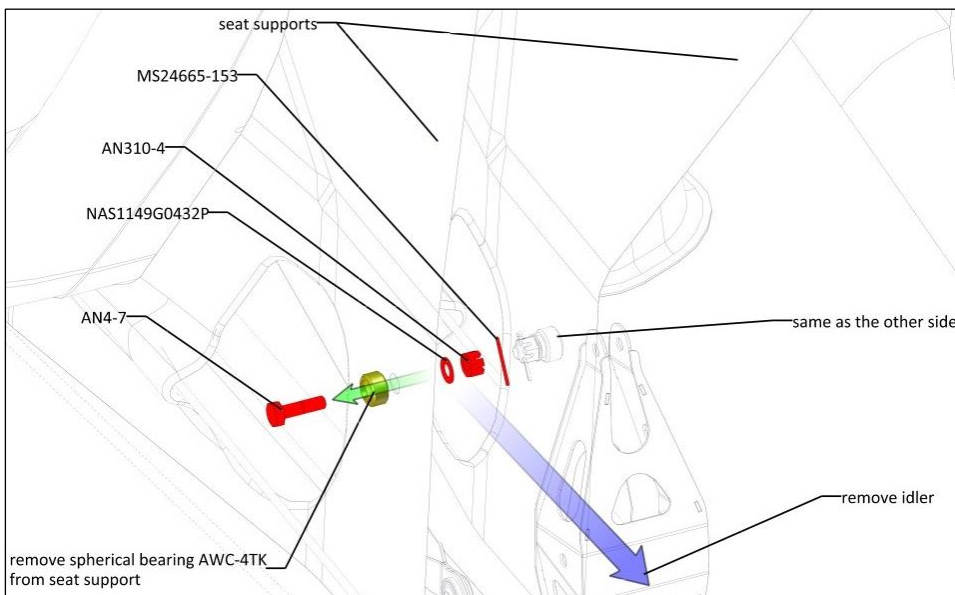 seat supports
MS24665-153
AN310-4
NAS1149G0432P
AN4-7
same as the other side
remove idler
remove spherical bearing AWC-4TK
from seat support